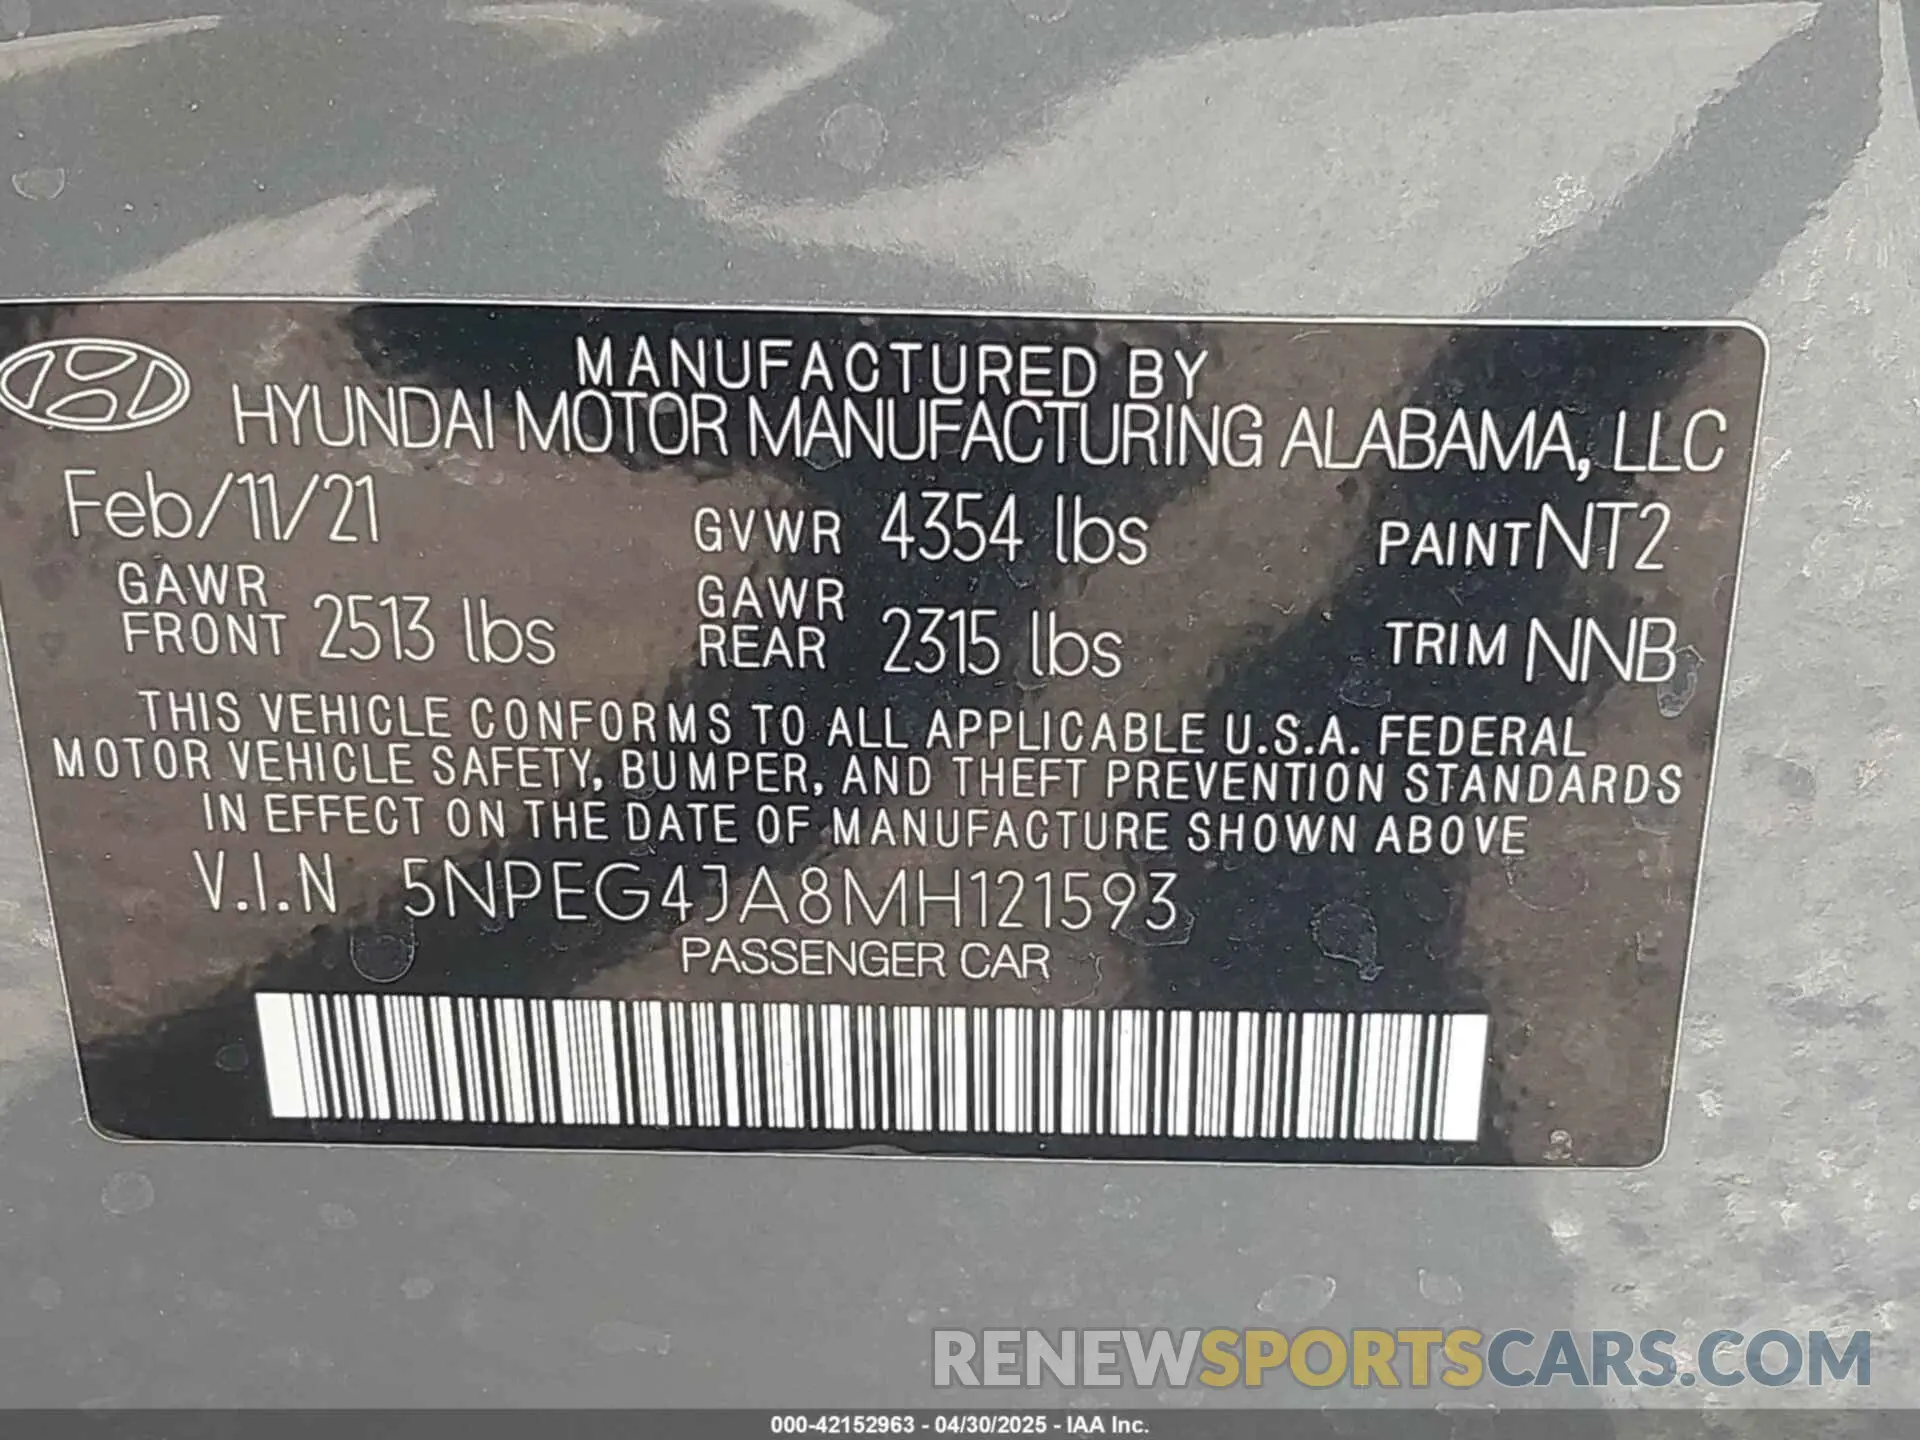 MANUFACTURED BY
HYUNDAI MOTOR MANUFACTURING ALABAMA, LLC
Feb/11/21 GVWR 4354 lbs PAINT NT2
GAWR FRONT 2513 lbs GAWR REAR 2315 lbs TRIM NNB
THIS VEHICLE CONFORMS TO ALL APPLICABLE U.S.A. FEDERAL
MOTOR VEHICLE SAFETY, BUMPER, AND THEFT PREVENTION STANDARDS
IN EFFECT ON THE DATE OF MANUFACTURE SHOWN ABOVE
V.I.N 5NPEG4JA8MH121593
PASSENGER CAR
RENEWSPORTSCARS.COM
000-42152963 - 04/30/2025 - IAA Inc.